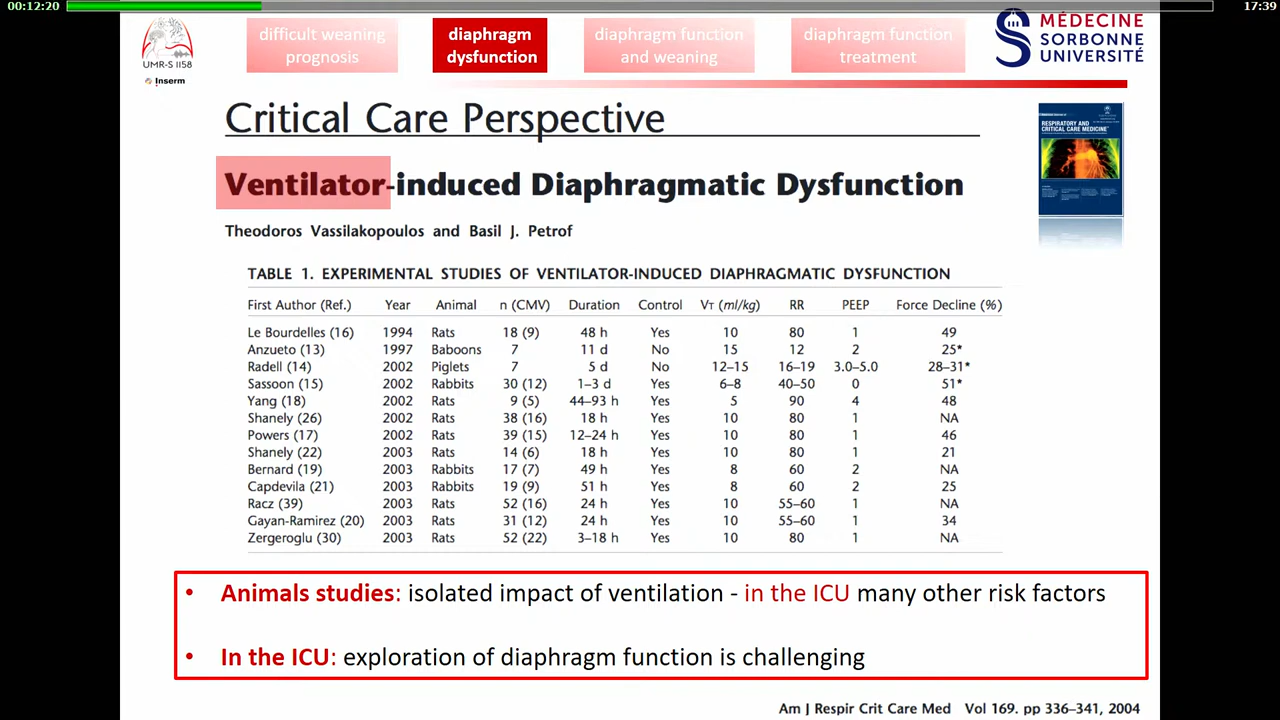 00:12:20
17:39
UMR-S 1158
Inserm
difficult weaning
prognosis
diaphragm
dysfunction
diaphragm function
and weaning
diaphragm function
treatment
MÉDECINE
SORBONNE
UNIVERSITÉ
Critical Care Perspective
RESPIRATORY AND
CRITICAL CARE MEDICINE
Ventilator-induced Diaphragmatic Dysfunction
Theodoros Vassilakopoulos and Basil J. Petrof
TABLE 1. EXPERIMENTAL STUDIES OF VENTILATOR-INDUCED DIAPHRAGMATIC DYSFUNCTION
First Author (Ref.) Year Animal n (CMV) Duration Control VT (ml/kg) RR PEEP Force Decline (%)
Le Bourdelles (16) 1994 Rats 18 (9) 48 h Yes 10 80 1 49
Anzueto (13) 1997 Baboons 7 11 d No 15 12 2 25*
Radell (14) 2002 Piglets 7 5 d No 12–15 16–19 3.0–5.0 28–31*
Sassoon (15) 2002 Rabbits 30 (12) 1–3 d Yes 6–8 40–50 0 51*
Yang (18) 2002 Rats 9 (5) 44–93 h Yes 5 90 4 48
Shanely (26) 2002 Rats 38 (16) 18 h Yes 10 80 1 NA
Powers (17) 2002 Rats 39 (15) 12–24 h Yes 10 80 1 46
Shanely (22) 2003 Rats 14 (6) 18 h Yes 10 80 1 21
Bernard (19) 2003 Rabbits 17 (7) 49 h Yes 8 60 2 NA
Capdevila (21) 2003 Rabbits 19 (9) 51 h Yes 8 60 2 25
Racz (39) 2003 Rats 52 (16) 24 h Yes 10 55–60 1 NA
Gayan-Ramirez (20) 2003 Rats 31 (12) 24 h Yes 10 55–60 1 34
Zergeroglu (30) 2003 Rats 52 (22) 3–18 h Yes 10 80 1 NA
• Animals studies: isolated impact of ventilation - in the ICU many other risk factors
• In the ICU: exploration of diaphragm function is challenging
Am J Respir Crit Care Med Vol 169. pp 336–341, 2004